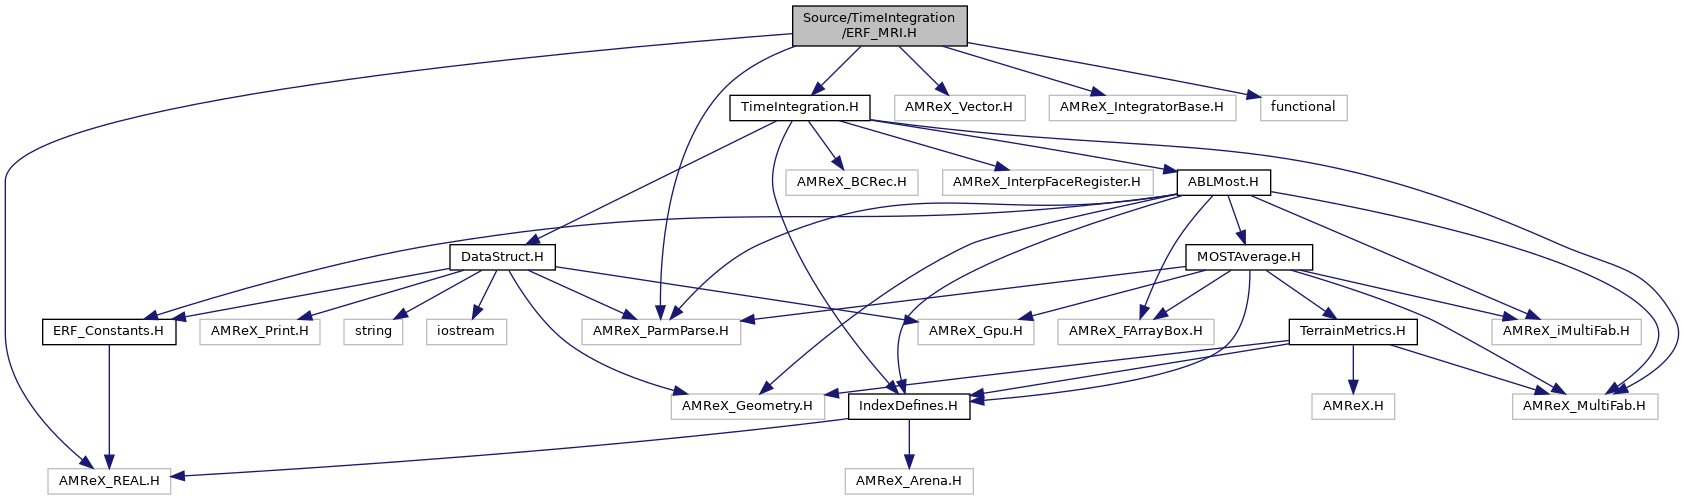 Source/TimeIntegration
/ERF_MRI.H
TimeIntegration.H
AMReX_Vector.H
AMReX_IntegratorBase.H
functional
AMReX_BCRec.H
AMReX_InterpFaceRegister.H
ABLMost.H
DataStruct.H
MOSTAverage.H
ERF_Constants.H
AMReX_Print.H
string
iostream
AMReX_ParmParse.H
AMReX_Gpu.H
AMReX_FArrayBox.H
TerrainMetrics.H
AMReX_iMultiFab.H
AMReX_Geometry.H
IndexDefines.H
AMReX.H
AMReX_MultiFab.H
AMReX_REAL.H
AMReX_Arena.H